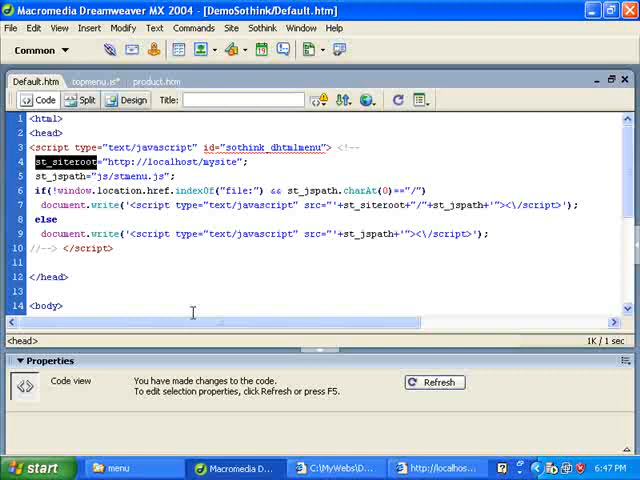 Macromedia Dreamweaver MX 2004 - [DemoSothink/Default.htm]
File Edit View Insert Modify Text Commands Site Sothink Window Help
Common
Default.htm topmenu.js* product.htm
Code Split Design Title:
1 <html>
2 <head>
3 <script type="text/javascript" id="sothink_dhtmlmenu"> <!--
4 st_siteroot="http://localhost/mysite";
5 st_jspath="js/stmenu.js";
6 if(!window.location.href.indexOf("file:") && st_jspath.charAt(0)=="/")
7 document.write('<script type="text/javascript" src="'+st_siteroot+"/"+st_jspath+'"><\/script>');
8 else
9 document.write('<script type="text/javascript" src="'+st_jspath+'"><\/script>');
10 //--> </script>
11
12 </head>
13
14 <body>
<head> 1K / 1 sec
Properties
Code view You have made changes to the code.
To edit selection properties, click Refresh or press F5.
Refresh
start menu Macromedia D... C:\MyWebs\D... http://localhos... 6:47 PM